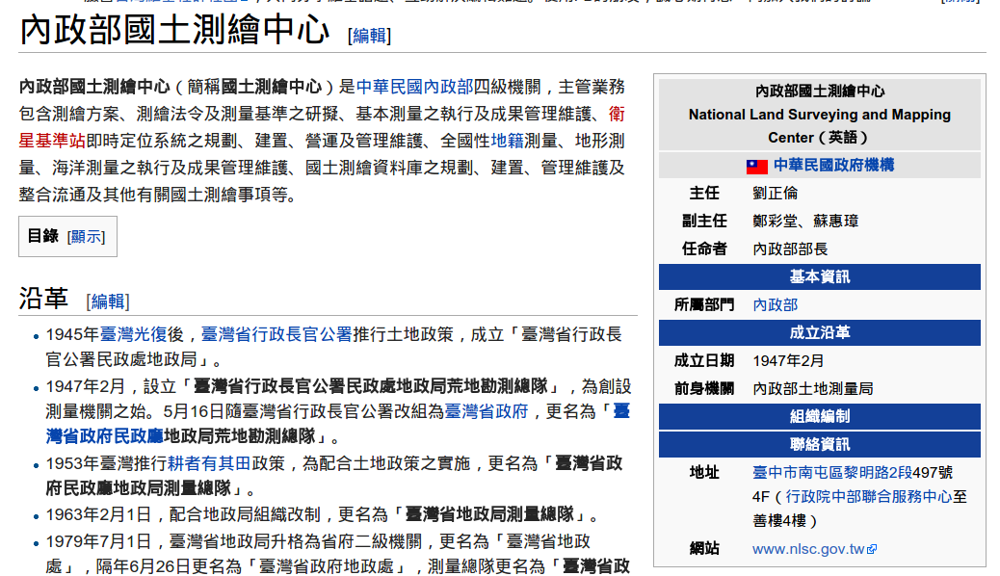 內政部國土測繪中心 [編輯]
內政部國土測繪中心（簡稱國土測繪中心）是中華民國內政部四級機關，主管業務
包含測繪方案、測繪法令及測量基準之研擬、基本測量之執行及成果管理維護、衛
星基準站即時定位系統之規劃、建置、營運及管理維護、全國性地籍測量、地形測
量、海洋測量之執行及成果管理維護、國土測繪資料庫之規劃、建置、管理維護及
整合流通及其他有關國土測繪事項等。
目錄 [顯示]
沿革 [編輯]
1945年臺灣光復後，臺灣省行政長官公署推行土地政策，成立「臺灣省行政長
官公署民政處地政局」。
1947年2月，設立「臺灣省行政長官公署民政處地政局荒地勘測總隊」，為創設
測量機關之始。5月16日隨臺灣省行政長官公署改組為臺灣省政府，更名為「臺
灣省政府民政廳地政局荒地勘測總隊」。
1953年臺灣推行耕者有其田政策，為配合土地政策之實施，更名為「臺灣省政
府民政廳地政局測量總隊」。
1963年2月1日，配合地政局組織改制，更名為「臺灣省地政局測量總隊」。
1979年7月1日，臺灣省地政局升格為省府二級機關，更名為「臺灣省地政
處」，隔年6月26日更名為「臺灣省政府地政處」，測量總隊更名為「臺灣省政
內政部國土測繪中心
National Land Surveying and Mapping
Center（英語）
中華民國政府機構
主任 劉正倫
副主任 鄭彩堂、蘇惠璋
任命者 內政部部長
基本資訊
所屬部門 內政部
成立沿革
成立日期 1947年2月
前身機關 內政部土地測量局
組織編制
聯絡資訊
地址 臺中市南屯區黎明路2段497號
4F（行政院中部聯合服務中心至
善樓4樓）
網站 www.nlsc.gov.tw